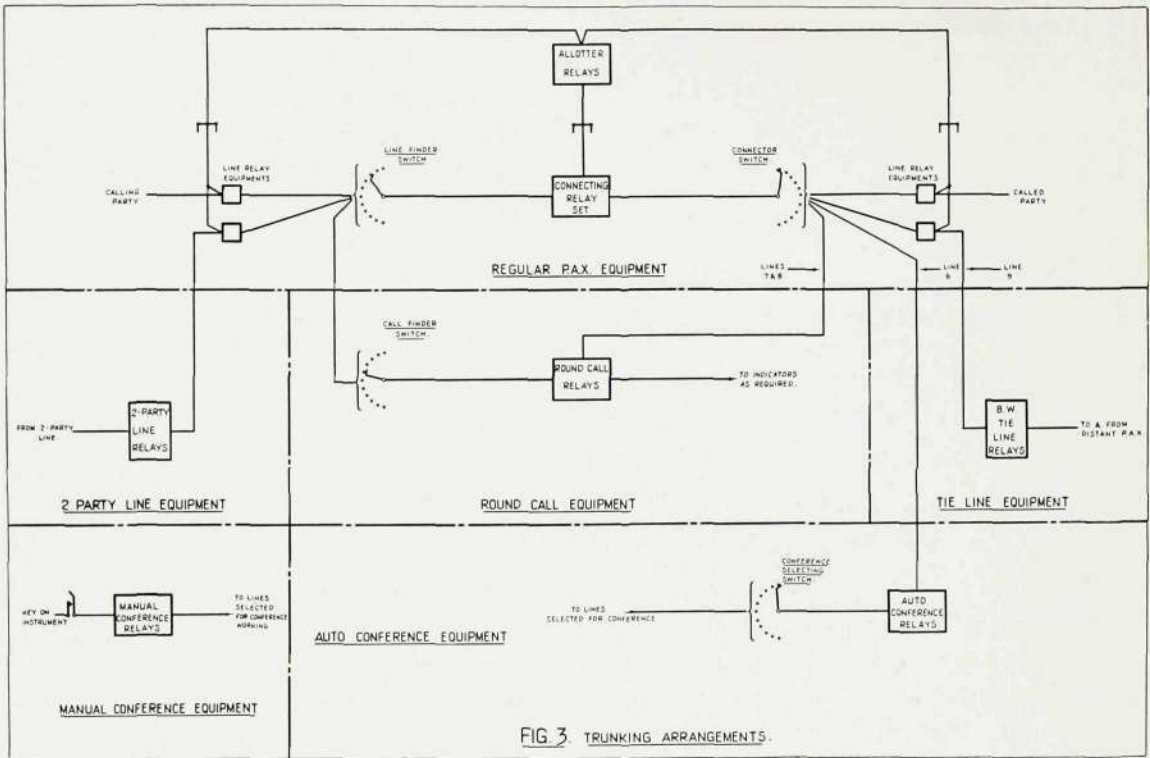 ALLOTTER
RELAYS
LINE FINDER
SWITCH
CONNECTOR
SWITCH
LINE RELAY
EQUIPMENTS
LINE RELAY
EQUIPMENTS
CALLING
PARTY
CONNECTING
RELAY
SET
CALLED
PARTY
REGULAR P.A.X. EQUIPMENT
LINES
7&8
LINE
6
LINE
9
CALL FINDER
SWITCH.
ROUND CALL
RELAYS
TO INDICATORS
AS REQUIRED.
FROM 2-PARTY
LINE
2-PARTY
LINE
RELAYS
B.W.
TIE
LINE
RELAYS
TO & FROM
DISTANT P.A.X.
2 PARTY LINE EQUIPMENT
ROUND CALL EQUIPMENT
TIE LINE EQUIPMENT
CONFERENCE
SELECTING
SWITCH
KEY ON
INSTRUMENT
MANUAL
CONFERENCE
RELAYS
TO LINES
SELECTED
FOR CONFERENCE
WORKING
TO LINES
SELECTED FOR CONFERENCE
AUTO
CONFERENCE
RELAYS
AUTO CONFERENCE EQUIPMENT
MANUAL CONFERENCE EQUIPMENT
FIG. 3. TRUNKING ARRANGEMENTS.